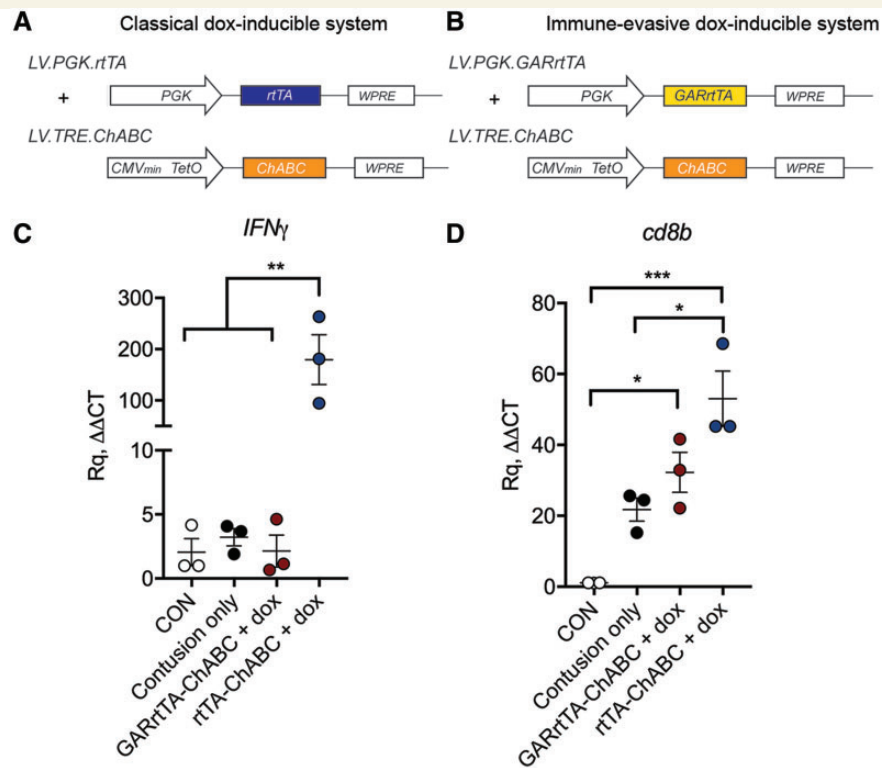 A Classical dox-inducible system
LV.PGK.rtTA
+ PGK rtTA WPRE
LV.TRE.ChABC
CMVmin TetO ChABC WPRE
B Immune-evasive dox-inducible system
LV.PGK.GARrtTA
+ PGK GARrtTA WPRE
LV.TRE.ChABC
CMVmin TetO ChABC WPRE
C IFNγ
**
Rq, ΔΔCT
300
200
100
10
5
0
CON
Contusion only
GARrtTA-ChABC + dox
rtTA-ChABC + dox
D cd8b
***
*
*
Rq, ΔΔCT
80
60
40
20
0
CON
Contusion only
GARrtTA-ChABC + dox
rtTA-ChABC + dox